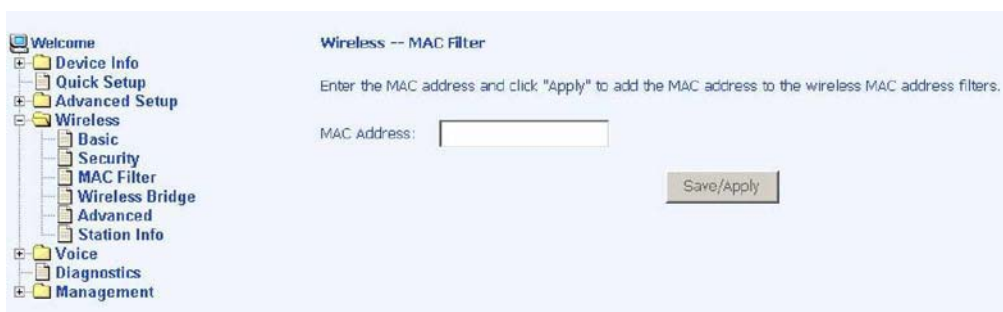 Welcome
Device Info
Quick Setup
Advanced Setup
Wireless
Basic
Security
MAC Filter
Wireless Bridge
Advanced
Station Info
Voice
Diagnostics
Management
Wireless -- MAC Filter
Enter the MAC address and click "Apply" to add the MAC address to the wireless MAC address filters.
MAC Address:
Save/Apply